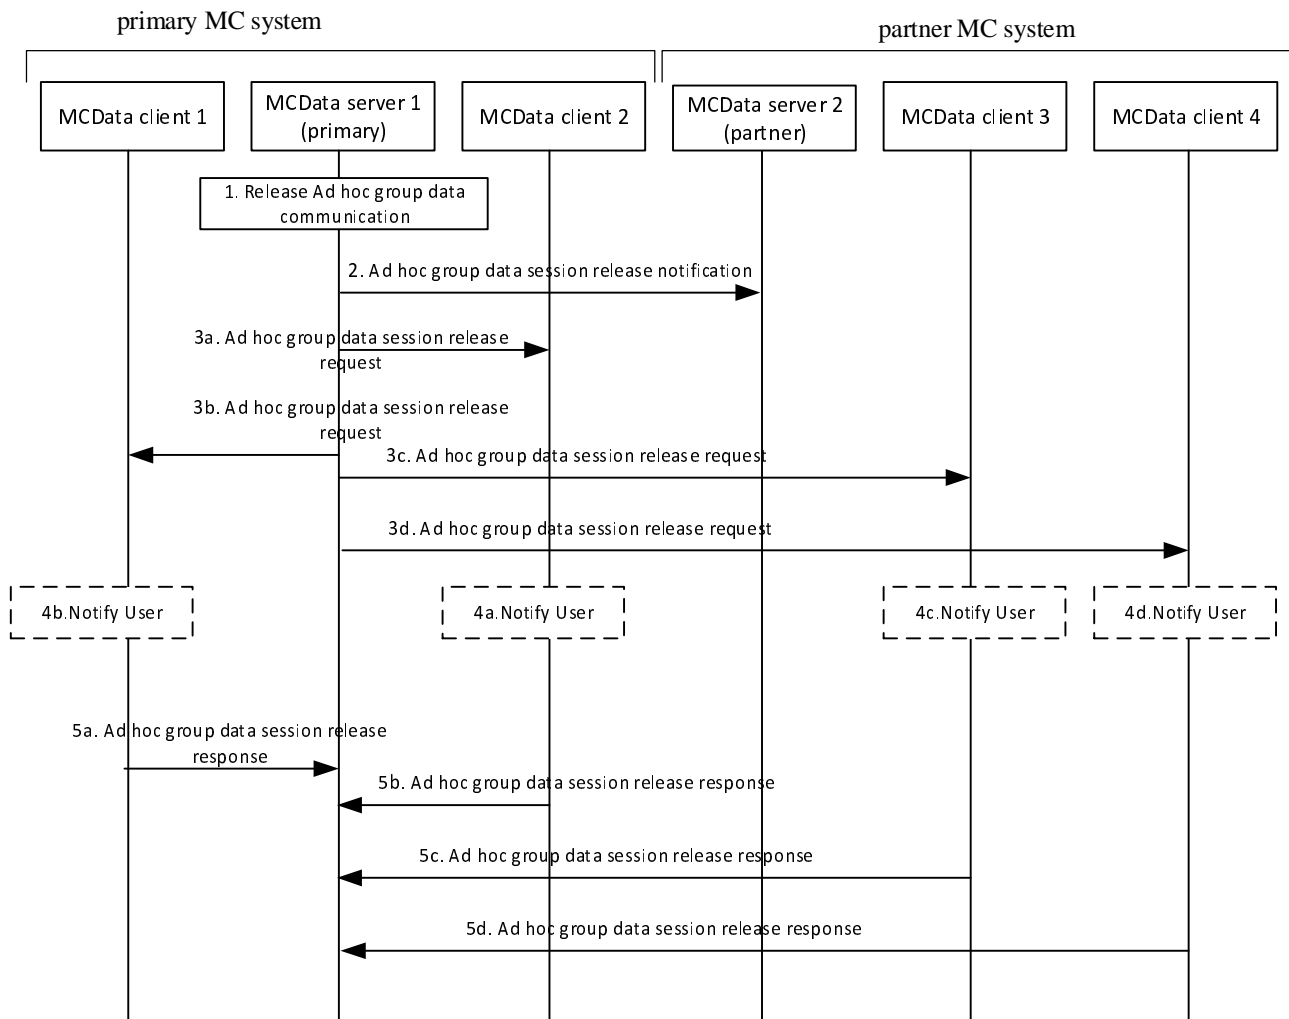 primary MC system
partner MC system
MCData client 1
MCData server 1
(primary)
MCData client 2
MCData server 2
(partner)
MCData client 3
MCData client 4
1. Release Ad hoc group data
communication
2. Ad hoc group data session release notification
3a. Ad hoc group data session release
request
3b. Ad hoc group data session release
request
3c. Ad hoc group data session release request
3d. Ad hoc group data session release request
4b.Notify User
4a.Notify User
4c.Notify User
4d.Notify User
5a. Ad hoc group data session release
response
5b. Ad hoc group data session release response
5c. Ad hoc group data session release response
5d. Ad hoc group data session release response